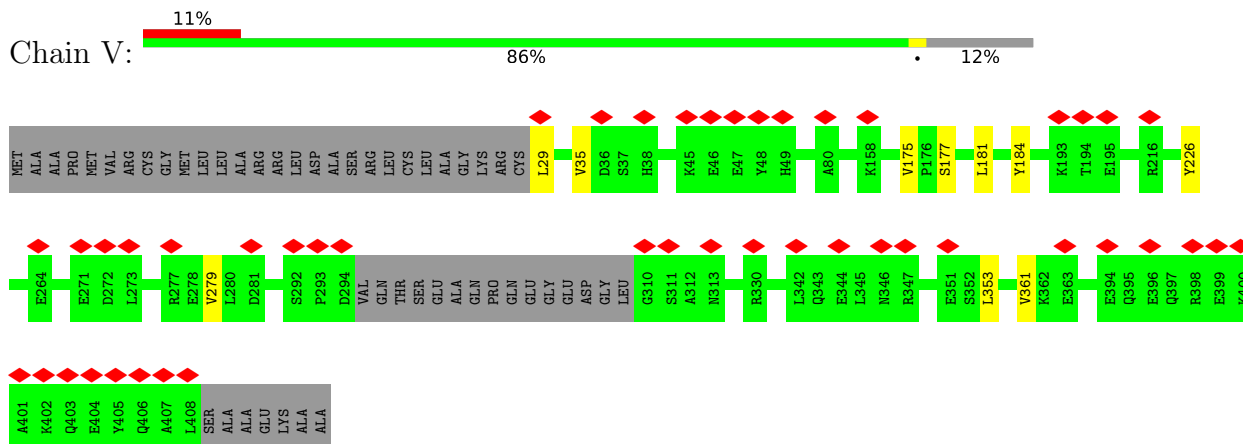 11%
Chain V:
86% • 12%
MET ALA ALA PRO MET VAL ARG CYS GLY MET LEU LEU ALA ARG ARG LEU ASP ALA SER ARG LEU CYS LEU ALA GLY LYS ARG CYS L29 V35 D36 S37 H38 K45 E46 E47 Y48 H49 A80 K158 V175 P176 S177 L181 Y184 K193 T194 E195 R216 Y226
E264 E271 D272 L273 R277 E278 V279 L280 D281 S292 P293 D294 VAL GLN THR SER GLU ALA GLN PRO GLN GLU GLY GLU ASP GLY LEU G310 S311 A312 N313 R330 L342 Q343 E344 L345 N346 R347 E351 S352 L353 V361 K362 E363 E394 Q395 E396 Q397 R398 E399 K400
A401 K402 Q403 E404 Y405 Q406 A407 L408 SER ALA ALA GLU LYS ALA ALA